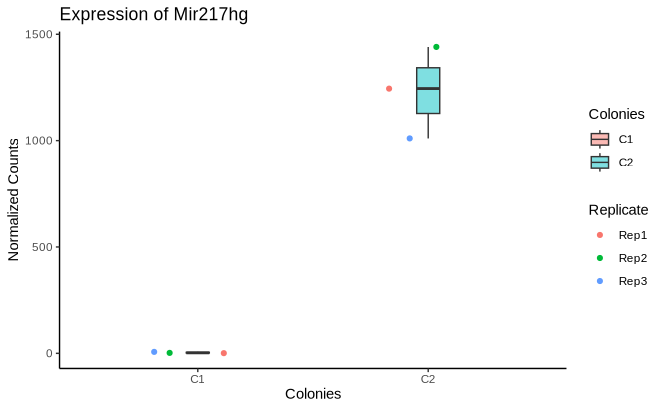 Expression of Mir217hg
Normalized Counts
1500
1000
500
0
C1
C2
Colonies
Colonies
C1
C2
Replicate
Rep1
Rep2
Rep3